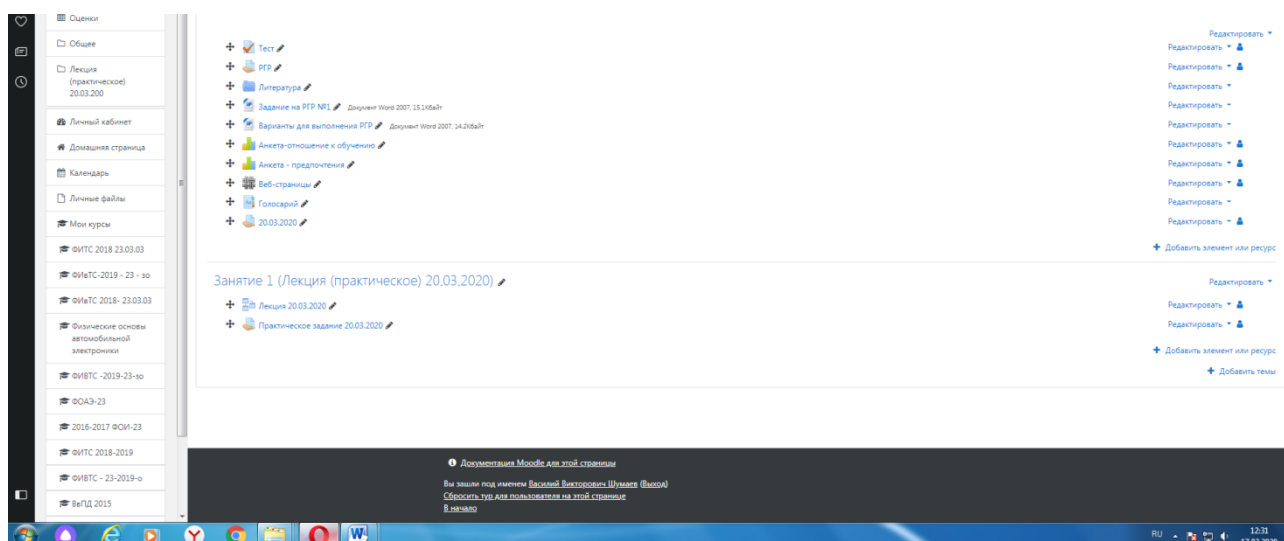 Оценки
Общее
Лекция
(практическое)
20.03.200
Личный кабинет
Домашняя страница
Календарь
Личные файлы
Мои курсы
ФИТС 2018 23.03.03
ФИвТС-2019 - 23 - зо
ФИвТС 2018- 23.03.03
Физические основы
автомобильной
электроники
ФИВТС -2019-23-зо
ФОАЭ-23
2016-2017 ФОИ-23
ФИТС 2018-2019
ФИВТС - 23-2019-о
ВвПД 2015
Редактировать
Тест Редактировать
РГР Редактировать
Литература Редактировать
Задание на РГР №1 Документ Word 2007, 15.1Кбайт Редактировать
Варианты для выполнения РГР Документ Word 2007, 14.2Кбайт Редактировать
Анкета-отношение к обучению Редактировать
Анкета - предпочтения Редактировать
Веб-страницы Редактировать
Голосарий Редактировать
20.03.2020 Редактировать
Добавить элемент или ресурс
Занятие 1 (Лекция (практическое) 20.03.2020) Редактировать
Лекция 20.03.2020 Редактировать
Практическое задание 20.03.2020 Редактировать
Добавить элемент или ресурс
Добавить темы
Документация Moodle для этой страницы
Вы зашли под именем Василий Викторович Шумаев (Выход)
Сбросить тур для пользователя на этой странице
В начало
RU 12:31